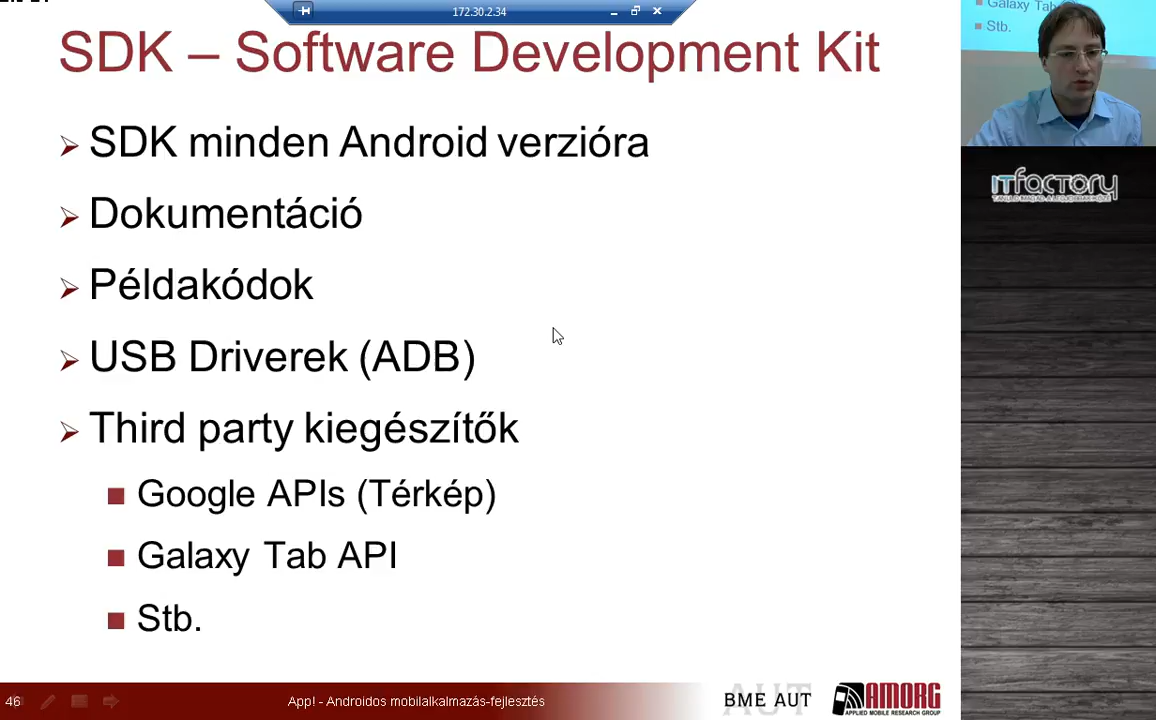 172.30.2.34
SDK – Software Development Kit
SDK minden Android verzióra
Dokumentáció
Példakódok
USB Driverek (ADB)
Third party kiegészítők
Google APIs (Térkép)
Galaxy Tab API
Stb.
46
App! - Androidos mobilalkalmazás-fejlesztés
BME AUT
AMORG
APPLIED MOBILE RESEARCH GROUP
Galaxy Tab
Stb.
ITfactory